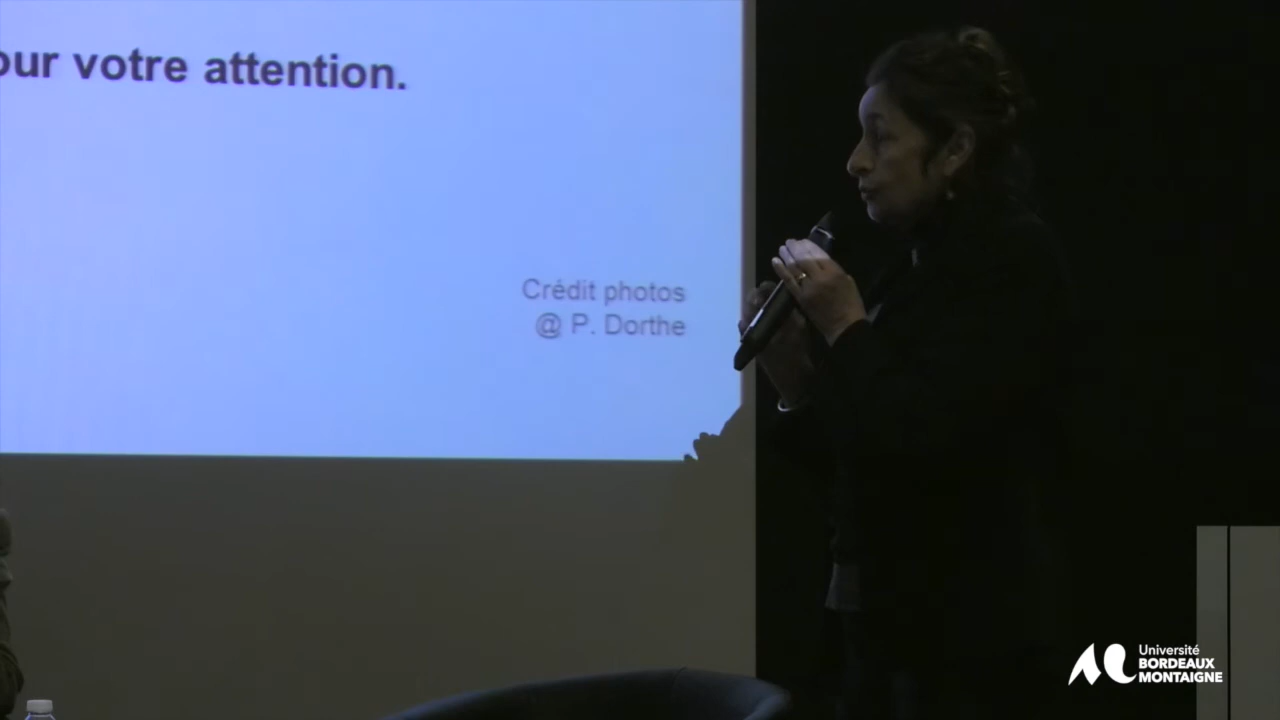 our votre attention.
Crédit photos
@ P. Dorthe
Université
BORDEAUX
MONTAIGNE